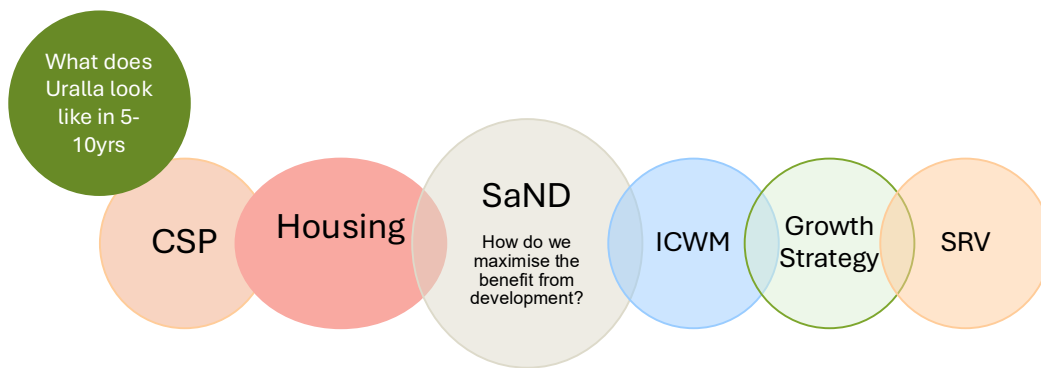 What does
Uralla look
like in 5-
10yrs
CSP
Housing
SaND
How do we
maximise the
benefit from
development?
ICWM
Growth
Strategy
SRV